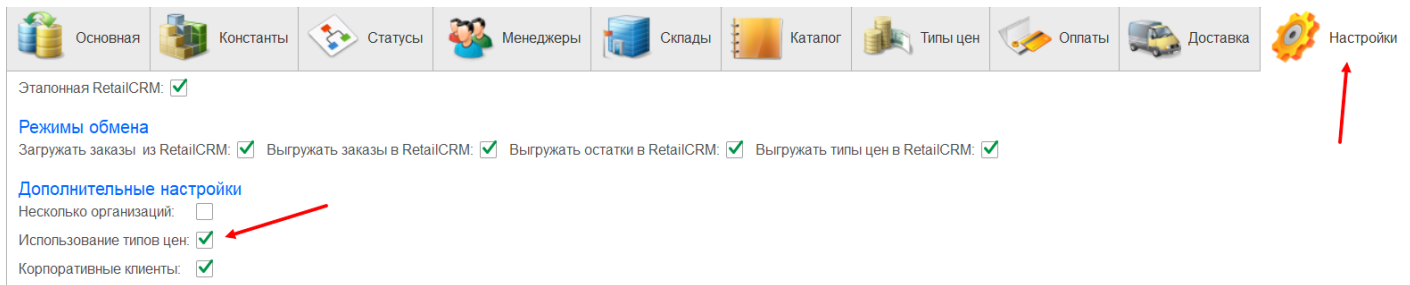 Основная Константы Статусы Менеджеры Склады Каталог Типы цен Оплаты Доставка Настройки
Эталонная RetailCRM:
Режимы обмена
Загружать заказы из RetailCRM: Выгружать заказы в RetailCRM: Выгружать остатки в RetailCRM: Выгружать типы цен в RetailCRM:
Дополнительные настройки
Несколько организаций:
Использование типов цен:
Корпоративные клиенты: